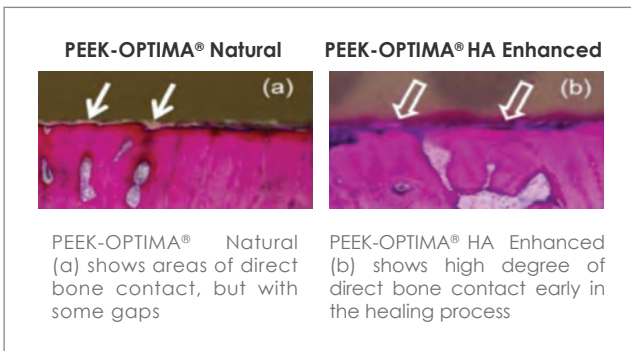 PEEK-OPTIMA® Natural
PEEK-OPTIMA® HA Enhanced
(a)
(b)
PEEK-OPTIMA® Natural
(a) shows areas of direct
bone contact, but with
some gaps
PEEK-OPTIMA® HA Enhanced
(b) shows high degree of
direct bone contact early in
the healing process